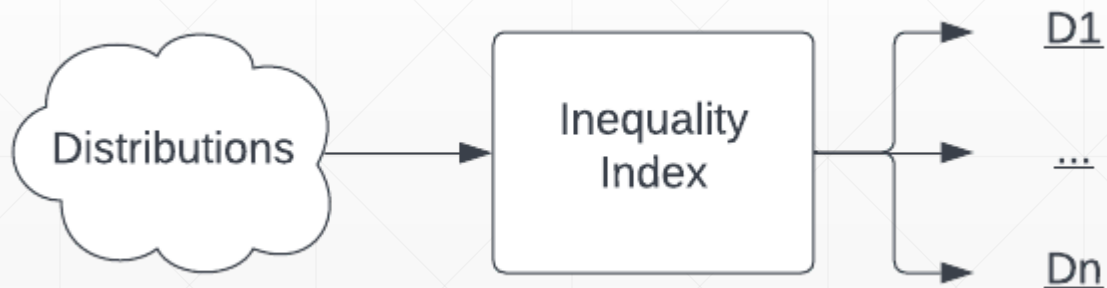 Distributions
Inequality
Index
D1
...
Dn